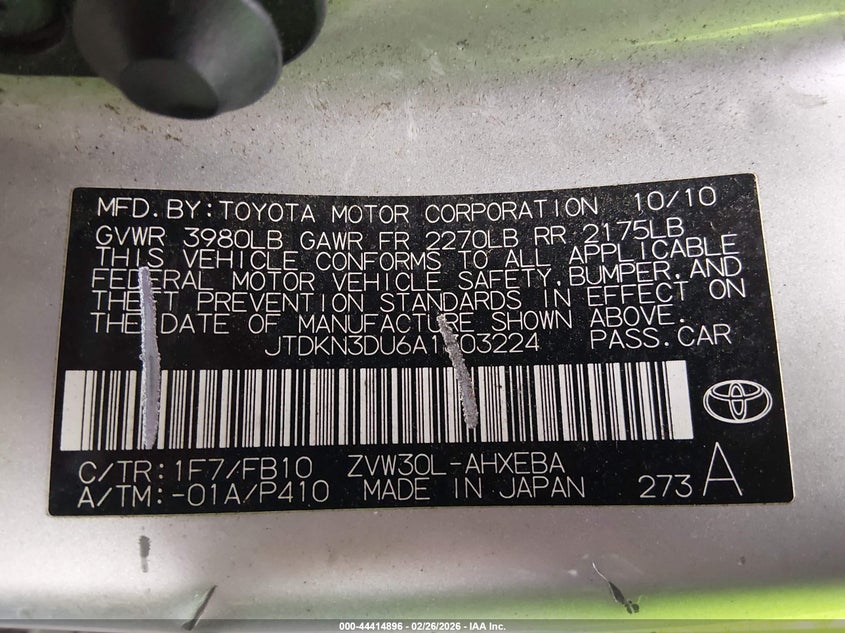 MFD.BY:TOYOTA MOTOR CORPORATION 10/10
GVWR 3980LB GAWR FR 2270LB RR 2175LB
THIS VEHICLE CONFORMS TO ALL APPLICABLE
FEDERAL MOTOR VEHICLE SAFETY,BUMPER,AND
THEFT PREVENTION STANDARDS IN EFFECT ON
THE DATE OF MANUFACTURE SHOWN ABOVE.
PASS.CAR
C/TR:1F7/FB10 ZVW30L-AHXEBA
A/TM:-01A/P410 MADE IN JAPAN 273 A
000-44414896 - 02/26/2026 - IAA Inc.